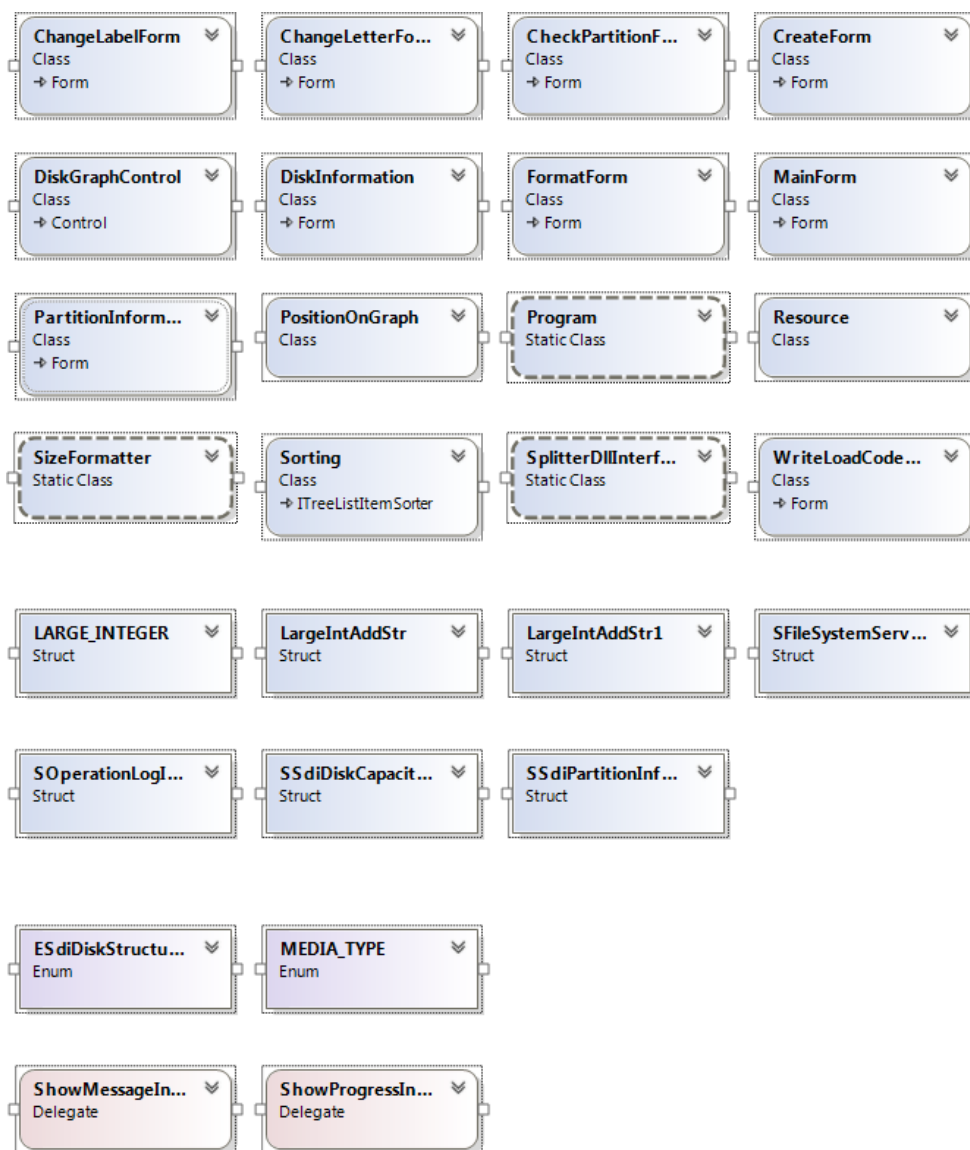 ChangeLabelForm
Class
→ Form
ChangeLetterFo...
Class
→ Form
CheckPartitionF...
Class
→ Form
CreateForm
Class
→ Form
DiskGraphControl
Class
→ Control
DiskInformation
Class
→ Form
FormatForm
Class
→ Form
MainForm
Class
→ Form
PartitionInform...
Class
→ Form
PositionOnGraph
Class
Program
Static Class
Resource
Class
SizeFormatter
Static Class
Sorting
Class
→ ITreeListItemSorter
SplitterDllInterf...
Static Class
WriteLoadCode...
Class
→ Form
LARGE_INTEGER
Struct
LargeIntAddStr
Struct
LargeIntAddStr1
Struct
SFileSystemServ...
Struct
SOperationLogI...
Struct
SSdiDiskCapacit...
Struct
SSdiPartitionInf...
Struct
ESdiDiskStructu...
Enum
MEDIA_TYPE
Enum
ShowMessageIn...
Delegate
ShowProgressIn...
Delegate